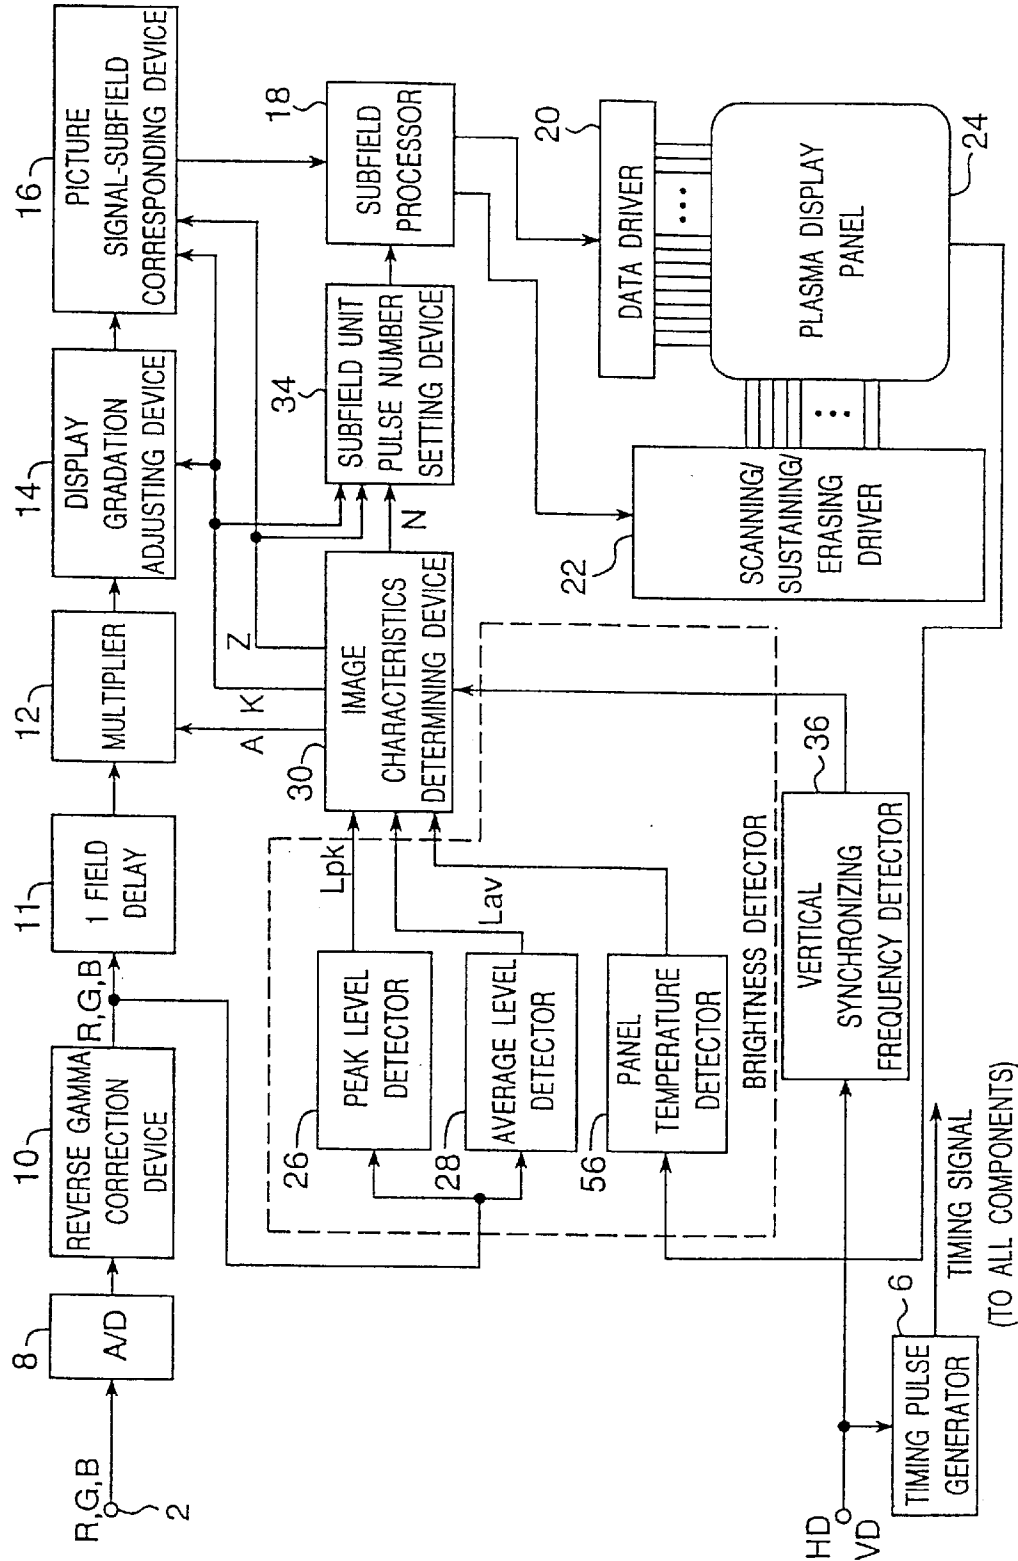 R,G,B
2
8
A/D
10
REVERSE GAMMA
CORRECTION
DEVICE
R,G,B
11
1 FIELD
DELAY
12
MULTIPLIER
14
DISPLAY
GRADATION
ADJUSTING DEVICE
16
PICTURE
SIGNAL-SUBFIELD
CORRESPONDING DEVICE
26
PEAK LEVEL
DETECTOR
Lpk
28
AVERAGE LEVEL
DETECTOR
Lav
56
PANEL
TEMPERATURE
DETECTOR
BRIGHTNESS DETECTOR
30
IMAGE
CHARACTERISTICS
DETERMINING DEVICE
A
K
Z
N
34
SUBFIELD UNIT
PULSE NUMBER
SETTING DEVICE
18
SUBFIELD
PROCESSOR
20
DATA DRIVER
22
SCANNING/
SUSTAINING/
ERASING
DRIVER
PLASMA DISPLAY
PANEL
24
36
VERTICAL
SYNCHRONIZING
FREQUENCY DETECTOR
HD
VD
6
TIMING PULSE
GENERATOR
TIMING SIGNAL
(TO ALL COMPONENTS)